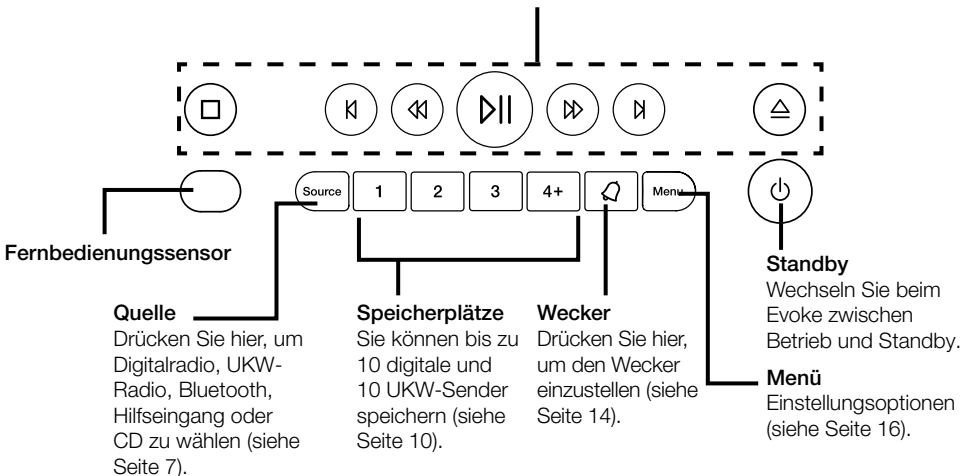 Source 1 2 3 4+ Menu
Fernbedienungssensor
Quelle
Drücken Sie hier, um
Digitalradio, UKW-
Radio, Bluetooth,
Hilfseingang oder
CD zu wählen (siehe
Seite 7).
Speicherplätze
Sie können bis zu
10 digitale und
10 UKW-Sender
speichern (siehe
Seite 10).
Wecker
Drücken Sie hier,
um den Wecker
einzustellen (siehe
Seite 14).
Standby
Wechseln Sie beim
Evoke zwischen
Betrieb und Standby.
Menü
Einstellungsoptionen
(siehe Seite 16).